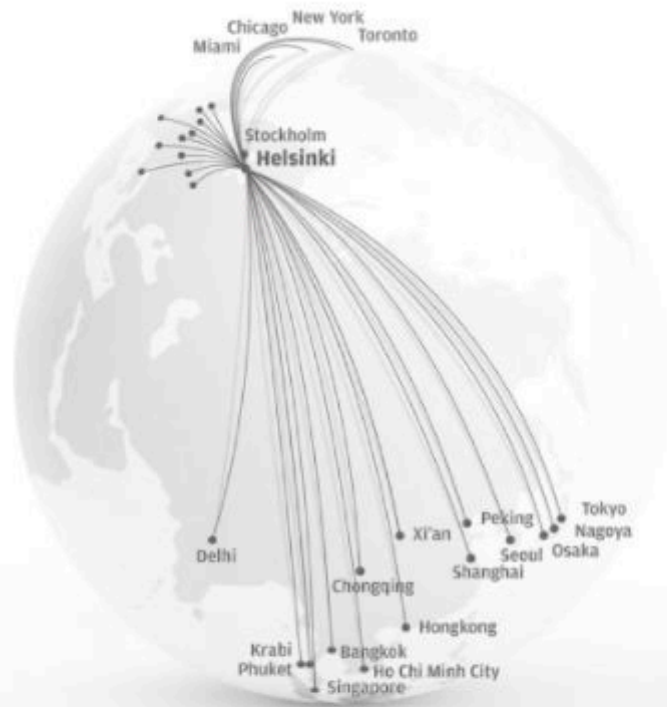 New York
Chicago
Toronto
Miami
Stockholm
Helsinki
Tokyo
Peking
Nagoya
Xi'an
Delhi
Seoul
Osaka
Shanghai
Chongqing
Hongkong
Krabi
Bangkok
Phuket
Ho Chi Minh City
Singapore